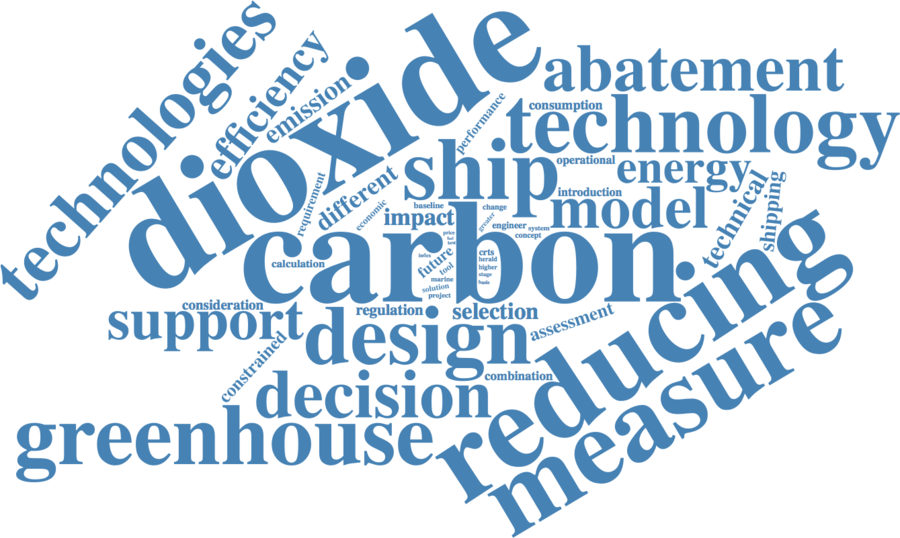 technologies
efficiency
emission
dioxide
abatement
consumption
technology
performance
ship
operational
energy
introduction
requirement
different
economic
baseline
change
impact
greater
engineer
system
concept
model
technical
shipping
carbon
calculation
price
fuel
future
tool
marine
solution
project
crts
herald
higher
stage
basis
consideration
support
regulation
selection
design
assessment
reducing
constrained
decision
combination
greenhouse
measure